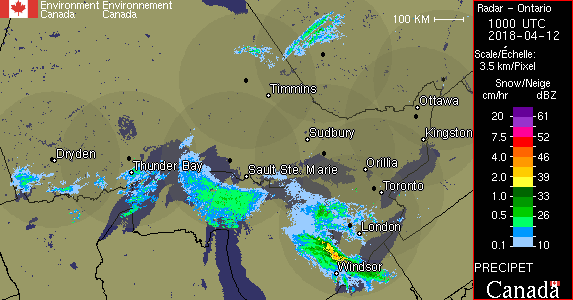 Environment Environnement
Canada Canada
100 KM
Timmins
Ottawa
Sudbury
Kingston
Dryden
Thunder Bay
Sault Ste. Marie
Orillia
Toronto
London
Windsor
Radar - Ontario
1000 UTC
2018-04-12
Scale/Échelle:
3.5 km/Pixel
Snow/Neige
cm/hr dBZ
20 61
7.5 52
4.0 46
2.0 39
1.0 33
0.5 26
0.1 10
PRECIPET
Canada